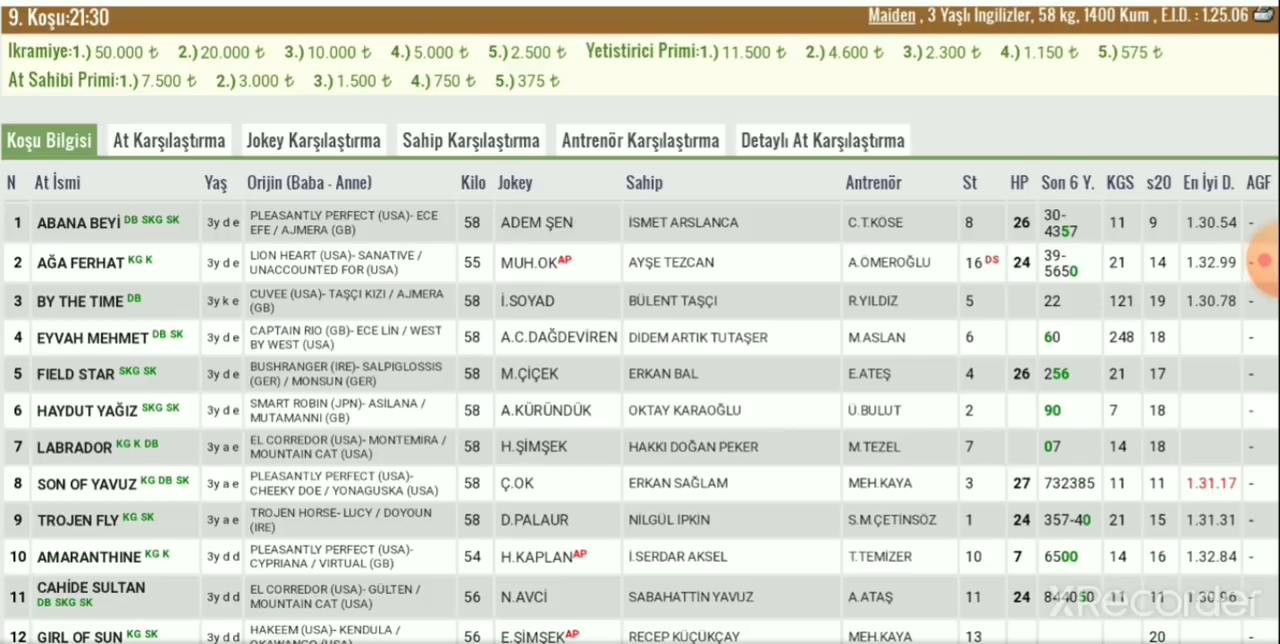 9. Koşu:21:30 Maiden , 3 Yaşlı İngilizler, 58 kg, 1400 Kum , E.İ.D. : 1.25.06
İkramiye:1.) 50.000 ₺ 2.) 20.000 ₺ 3.) 10.000 ₺ 4.) 5.000 ₺ 5.) 2.500 ₺ Yetistirici Primi:1.) 11.500 ₺ 2.) 4.600 ₺ 3.) 2.300 ₺ 4.) 1.150 ₺ 5.) 575 ₺
At Sahibi Primi:1.) 7.500 ₺ 2.) 3.000 ₺ 3.) 1.500 ₺ 4.) 750 ₺ 5.) 375 ₺
Koşu Bilgisi At Karşılaştırma Jokey Karşılaştırma Sahip Karşılaştırma Antrenör Karşılaştırma Detaylı At Karşılaştırma
N At İsmi Yaş Orijin (Baba - Anne) Kilo Jokey Sahip Antrenör St HP Son 6 Y. KGS s20 En İyi D. AGF
1 ABANA BEYİ DB SKG SK 3y d e PLEASANTLY PERFECT (USA)- ECE EFE / AJMERA (GB) 58 ADEM ŞEN İSMET ARSLANCA C.T.KÖSE 8 26 30-4357 11 9 1.30.54 -
2 AĞA FERHAT KG K 3y d e LION HEART (USA)- SANATIVE / UNACCOUNTED FOR (USA) 55 MUH.OK AP AYŞE TEZCAN A.ÖMEROĞLU 16 DS 24 39-5650 21 14 1.32.99 -
3 BY THE TIME DB 3y k e CUVEE (USA)- TAŞÇI KIZI / AJMERA (GB) 58 İ.SOYAD BÜLENT TAŞÇI R.YILDIZ 5 22 121 19 1.30.78 -
4 EYVAH MEHMET DB SK 3y d e CAPTAIN RIO (GB)- ECE LİN / WEST BY WEST (USA) 58 A.C.DAĞDEVİREN DİDEM ARTIK TUTAŞER M.ASLAN 6 60 248 18 -
5 FIELD STAR SKG SK 3y d e BUSHRANGER (IRE)- SALPIGLOSSIS (GER) / MONSUN (GER) 58 M.ÇİÇEK ERKAN BAL E.ATEŞ 4 26 256 21 17 -
6 HAYDUT YAĞIZ SKG SK 3y d e SMART ROBIN (JPN)- ASİLANA / MUTAMANNI (GB) 58 A.KÜRÜNDÜK OKTAY KARAOĞLU Ü.BULUT 2 90 7 18 -
7 LABRADOR KG K DB 3y a e EL CORREDOR (USA)- MONTEMİRA / MOUNTAIN CAT (USA) 58 H.ŞİMŞEK HAKKI DOĞAN PEKER M.TEZEL 7 07 14 18 -
8 SON OF YAVUZ KG DB SK 3y a e PLEASANTLY PERFECT (USA)- CHEEKY DOE / YONAGUSKA (USA) 58 Ç.OK ERKAN SAĞLAM MEH.KAYA 3 27 732385 11 11 1.31.17 -
9 TROJEN FLY KG SK 3y a e TROJEN HORSE- LUCY / DOYOUN (IRE) 58 D.PALAUR NİLGÜL İPKİN S.M.ÇETİNSÖZ 1 24 357-40 21 15 1.31.31 -
10 AMARANTHINE KG K 3y d d PLEASANTLY PERFECT (USA)- CYPRIANA / VIRTUAL (GB) 54 H.KAPLAN AP İ.SERDAR AKSEL T.TEMİZER 10 7 6500 14 16 1.32.84 -
11 CAHİDE SULTAN DB SKG SK 3y d d EL CORREDOR (USA)- GÜLTEN / MOUNTAIN CAT (USA) 56 N.AVCİ SABAHATTİN YAVUZ A.ATAŞ 11 24 844050 11 11 1.30.96 -
12 GIRL OF SUN KG SK 3y d d HAKEEM (USA)- KENDULA / OKAWANGO (USA) 56 E.ŞİMŞEK AP RECEP KÜÇÜKÇAY MEH.KAYA 13 20 -
XRecorder